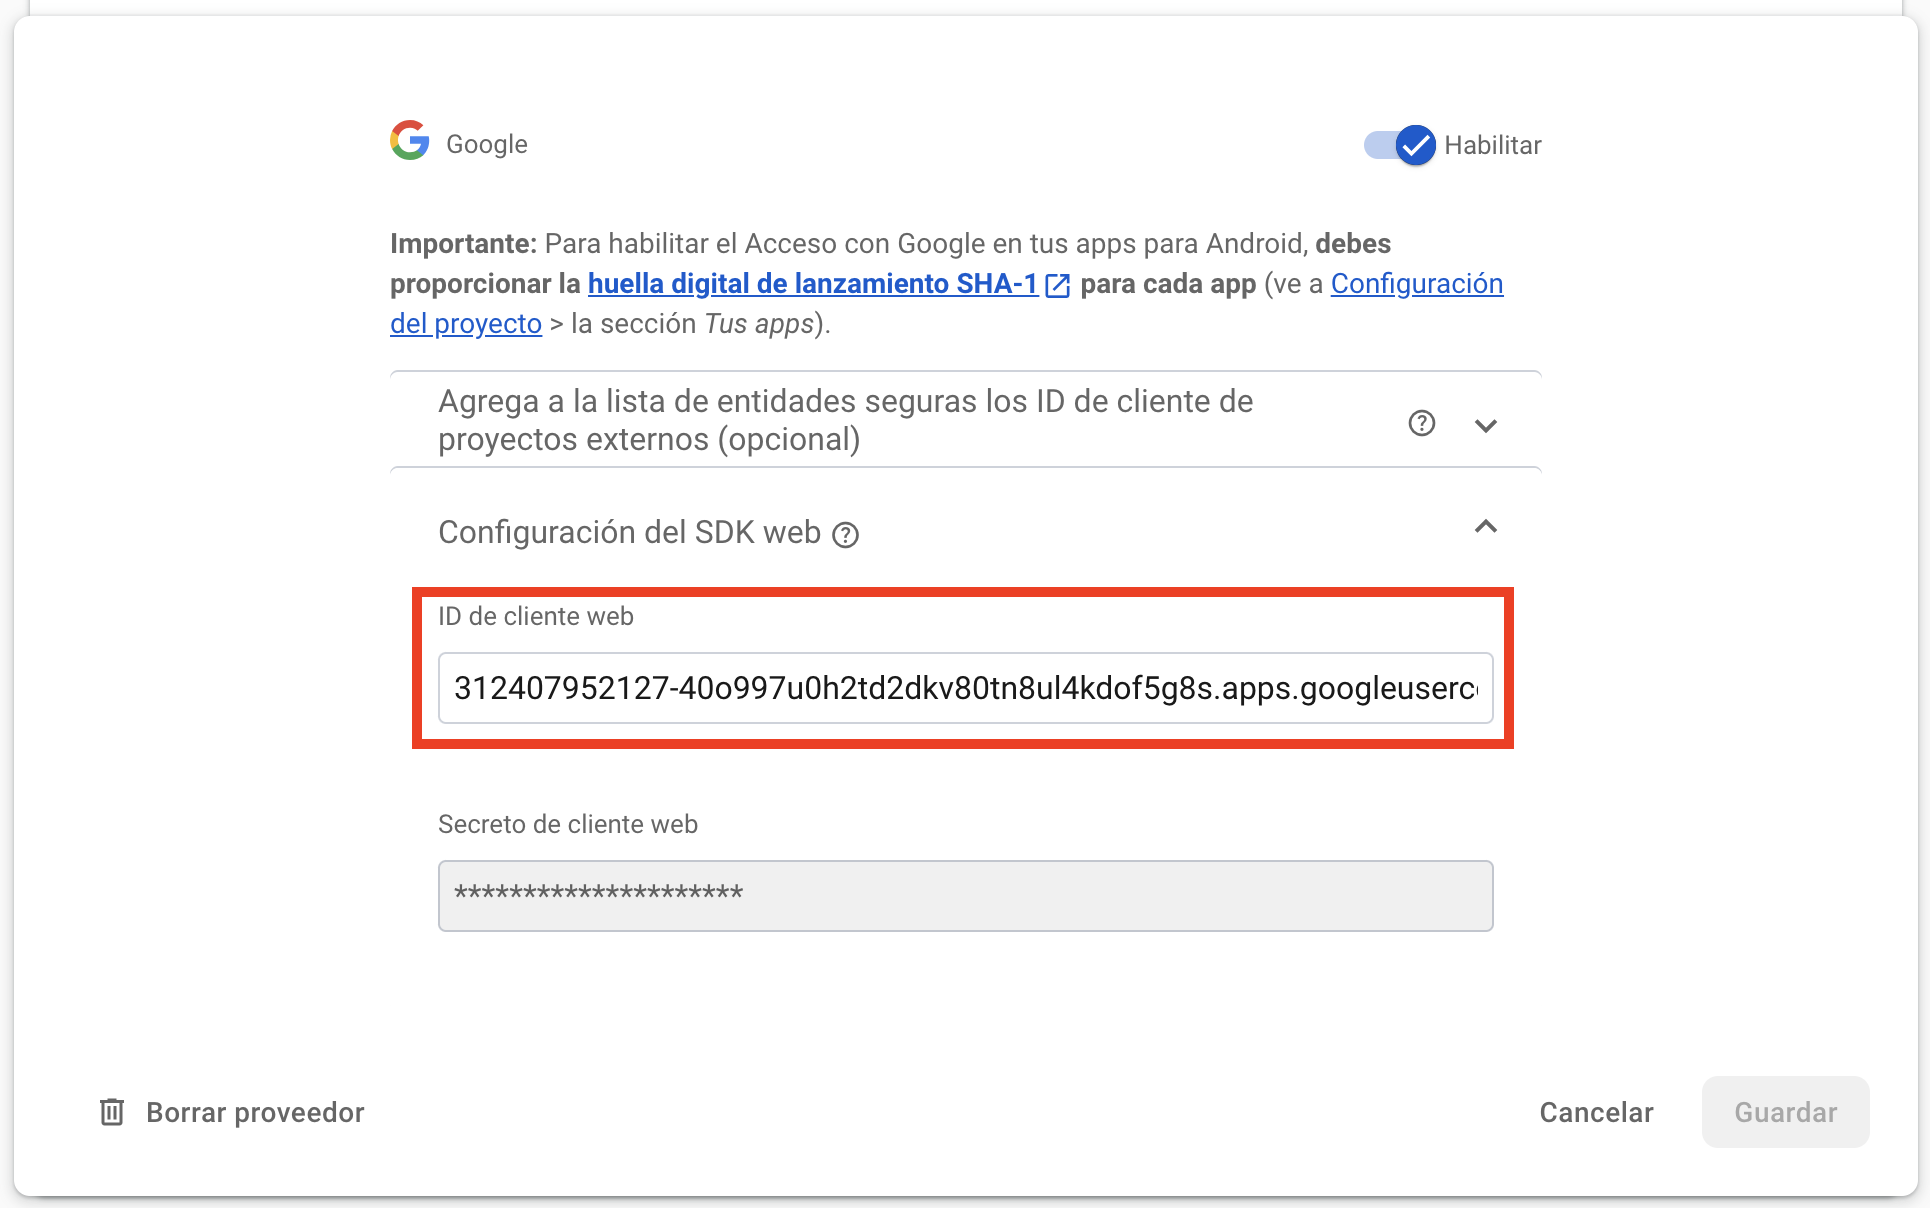 Google
Habilitar
Importante: Para habilitar el Acceso con Google en tus apps para Android, debes
proporcionar la huella digital de lanzamiento SHA-1 para cada app (ve a Configuración
del proyecto > la sección Tus apps).
Agrega a la lista de entidades seguras los ID de cliente de
proyectos externos (opcional)
Configuración del SDK web
ID de cliente web
312407952127-40o997u0h2td2dkv80tn8ul4kdof5g8s.apps.googleuserc
Secreto de cliente web
*********************
Borrar proveedor
Cancelar
Guardar